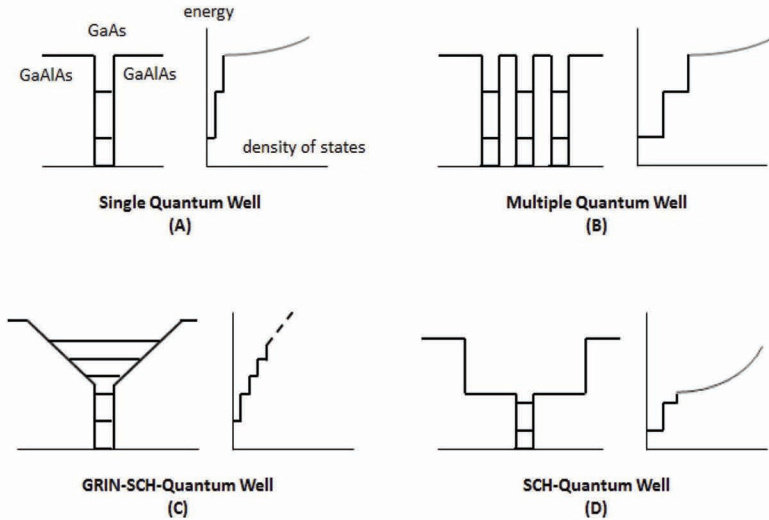 energy
GaAs
GaAlAs GaAlAs
density of states
Single Quantum Well
(A)
Multiple Quantum Well
(B)
GRIN-SCH-Quantum Well
(C)
SCH-Quantum Well
(D)